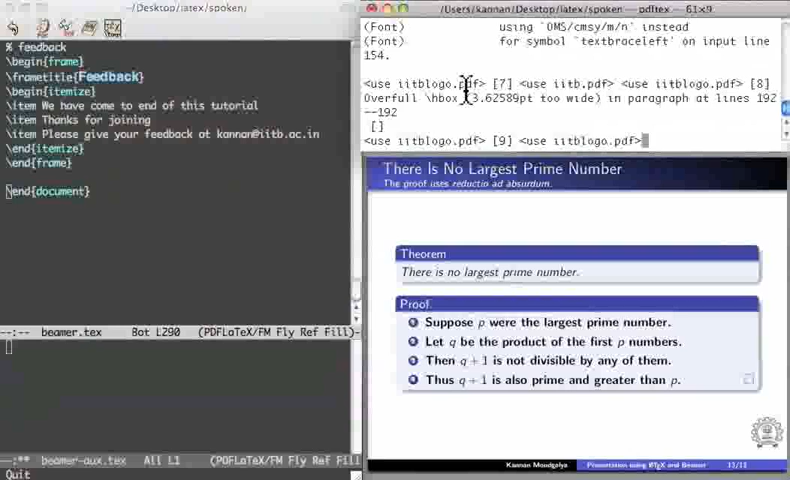 ~/Desktop/latex/spoken/
% feedback
\begin{frame}
\frametitle{Feedback}
\begin{itemize}
\item We have come to end of this tutorial
\item Thanks for joining
\item Please give your feedback at kannan@iitb.ac.in
\end{itemize}
\end{frame}
\end{document}
--:-- beamer.tex Bot L290 (PDFLaTeX/FM Fly Ref Fill)-
-:** beamer-aux.tex All L1 (PDFLaTeX/FM Fly Ref Fill
Quit
/Users/kannan/Desktop/latex/spoken — pdftex — 61×9
(Font) using `OMS/cmsy/m/n' instead
(Font) for symbol `textbraceleft' on input line
154.
<use iitblogo.pdf> [7] <use iitb.pdf> <use iitblogo.pdf> [8]
Overfull \hbox (3.62589pt too wide) in paragraph at lines 192
--192
[]
<use iitblogo.pdf> [9] <use iitblogo.pdf>
There Is No Largest Prime Number
The proof uses reductio ad absurdum.
Theorem
There is no largest prime number.
Proof.
1 Suppose p were the largest prime number.
2 Let q be the product of the first p numbers.
3 Then q + 1 is not divisible by any of them.
4 Thus q + 1 is also prime and greater than p.
Kannan Moudgalya Presentation using LATEX and Beamer 11/11